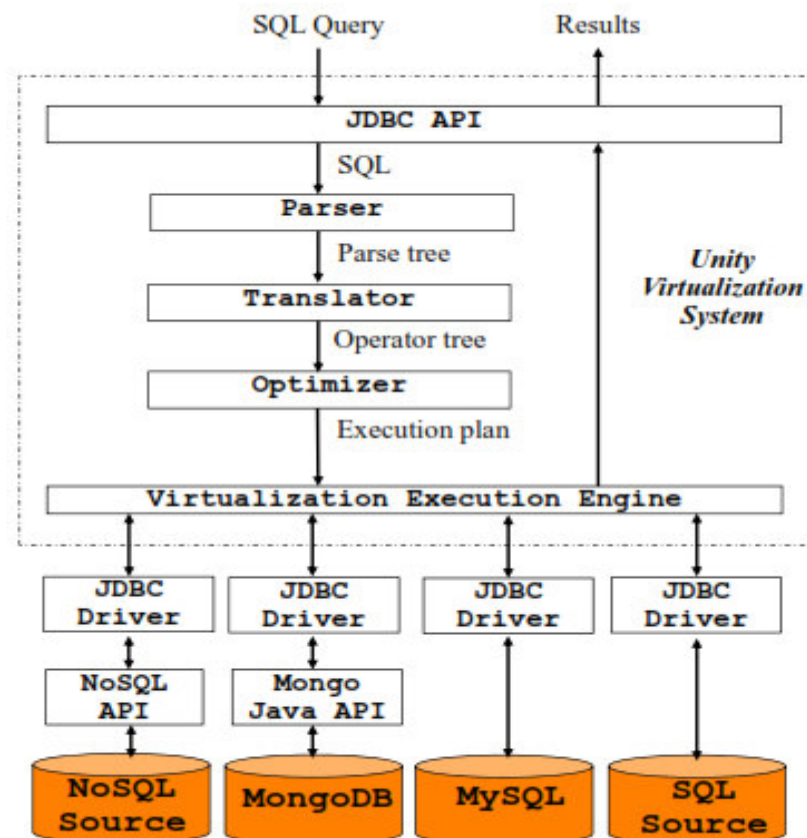 SQL Query
Results
JDBC API
SQL
Parser
Parse tree
Translator
Operator tree
Optimizer
Execution plan
Unity
Virtualization
System
Virtualization Execution Engine
JDBC
Driver
JDBC
Driver
JDBC
Driver
JDBC
Driver
NoSQL
API
Mongo
Java API
NoSQL
Source
MongoDB
MySQL
SQL
Source